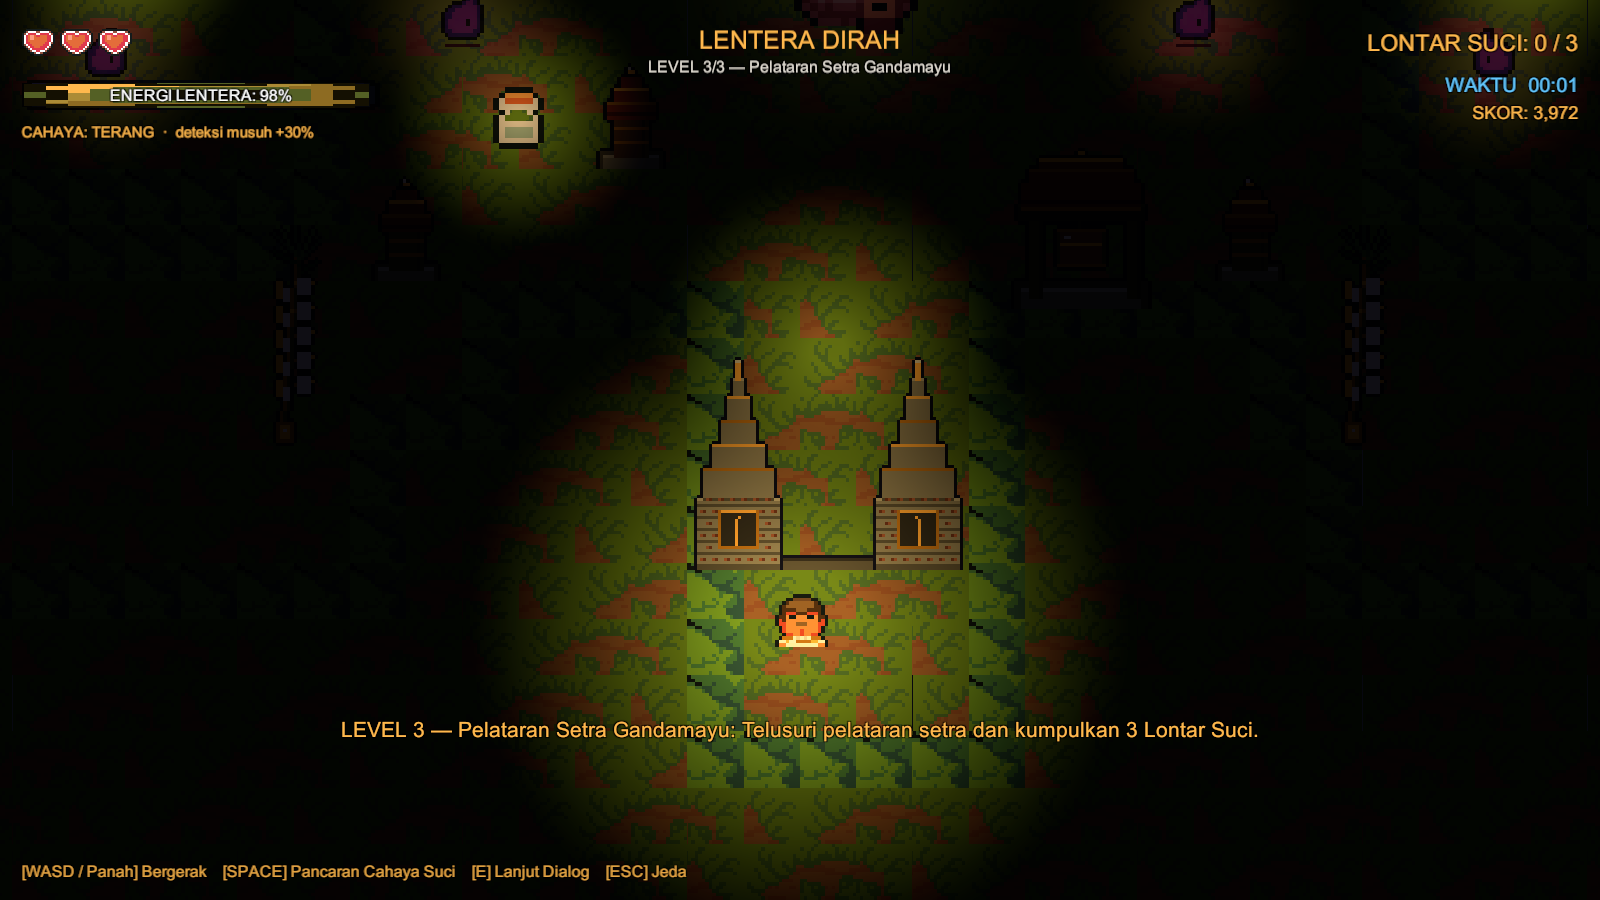 LENTERA DIRAH
LEVEL 3/3 — Pelataran Setra Gandamayu
LONTAR SUCI: 0 / 3
WAKTU 00:01
SKOR: 3,972
ENERGI LENTERA: 98%
CAHAYA: TERANG · deteksi musuh +30%
LEVEL 3 — Pelataran Setra Gandamayu: Telusuri pelataran setra dan kumpulkan 3 Lontar Suci.
[WASD / Panah] Bergerak [SPACE] Pancaran Cahaya Suci [E] Lanjut Dialog [ESC] Jeda